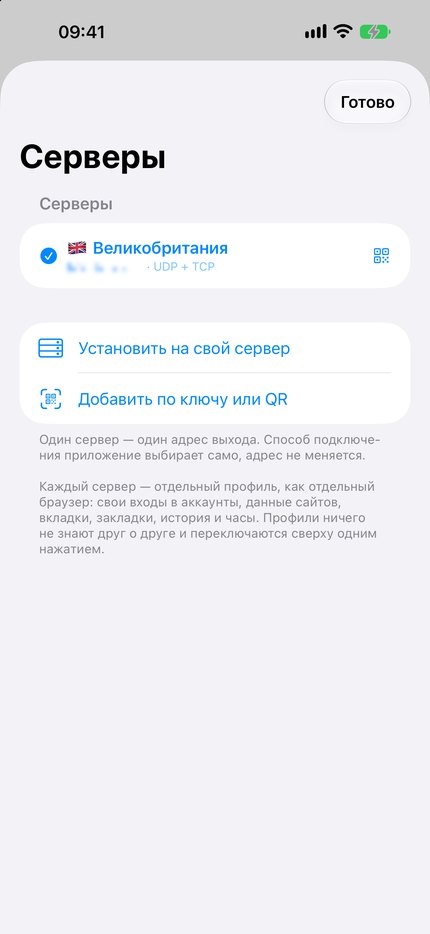 09:41
Готово
Серверы
Серверы
🇬🇧 Великобритания
· UDP + TCP
Установить на свой сервер
Добавить по ключу или QR
Один сервер — один адрес выхода. Способ подключе-
ния приложение выбирает само, адрес не меняется.
Каждый сервер — отдельный профиль, как отдельный
браузер: свои входы в аккаунты, данные сайтов,
вкладки, закладки, история и часы. Профили ничего
не знают друг о друге и переключаются сверху одним
нажатием.